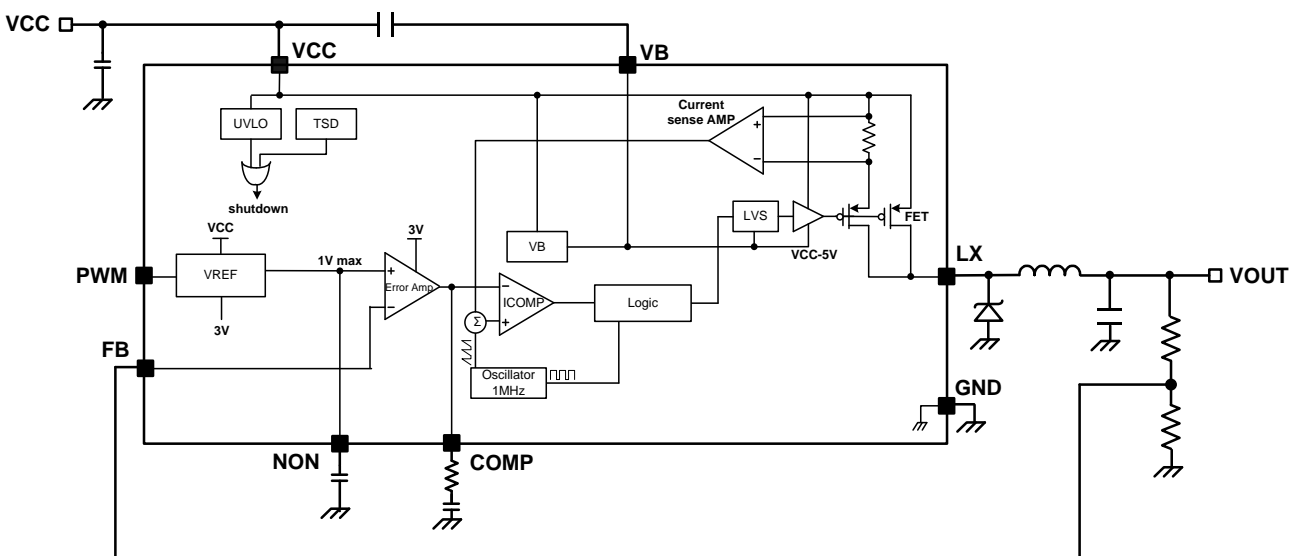 VCC
VCC
VB
UVLO
TSD
Current
sense AMP
shutdown
VCC
3V
LVS
FET
VB
VCC-5V
LX
PWM
VREF
1V max
+
Error Amp
−
−
ICOMP
+
Logic
VOUT
3V
Σ
FB
Oscillator
1MHz
GND
NON
COMP
+
−